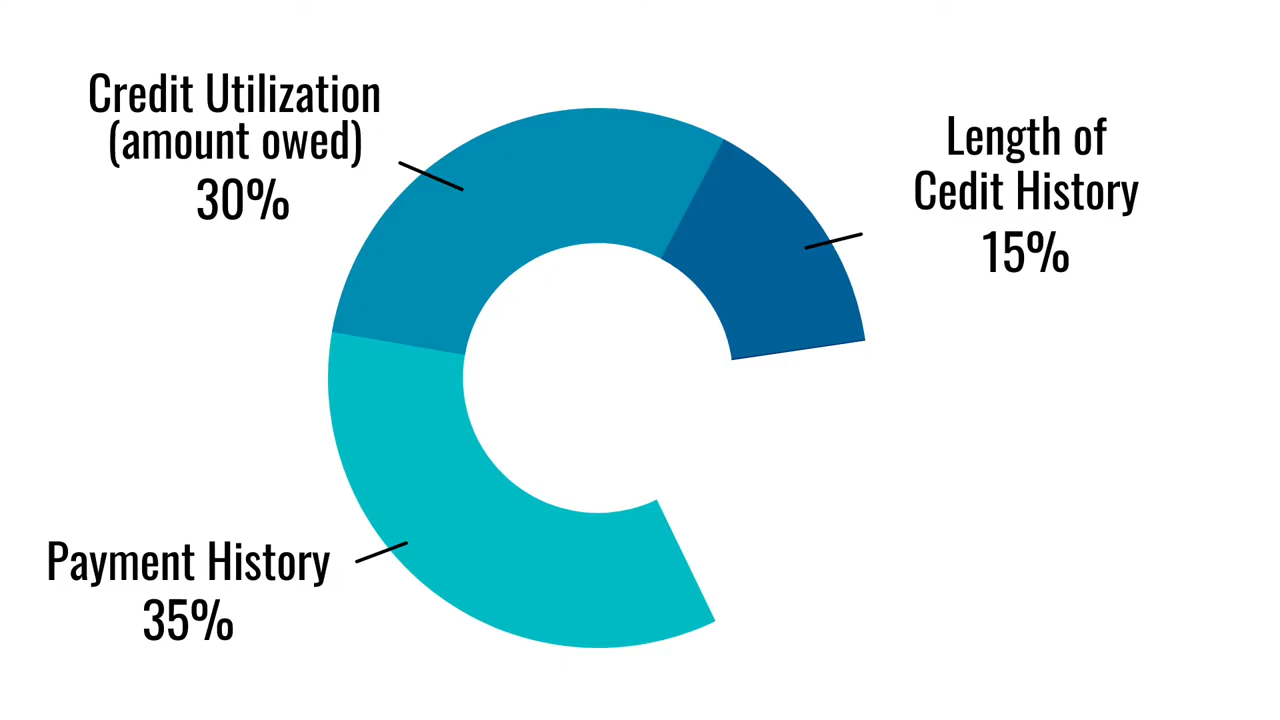 Credit Utilization
(amount owed)
30%
Length of
Cedit History
15%
Payment History
35%